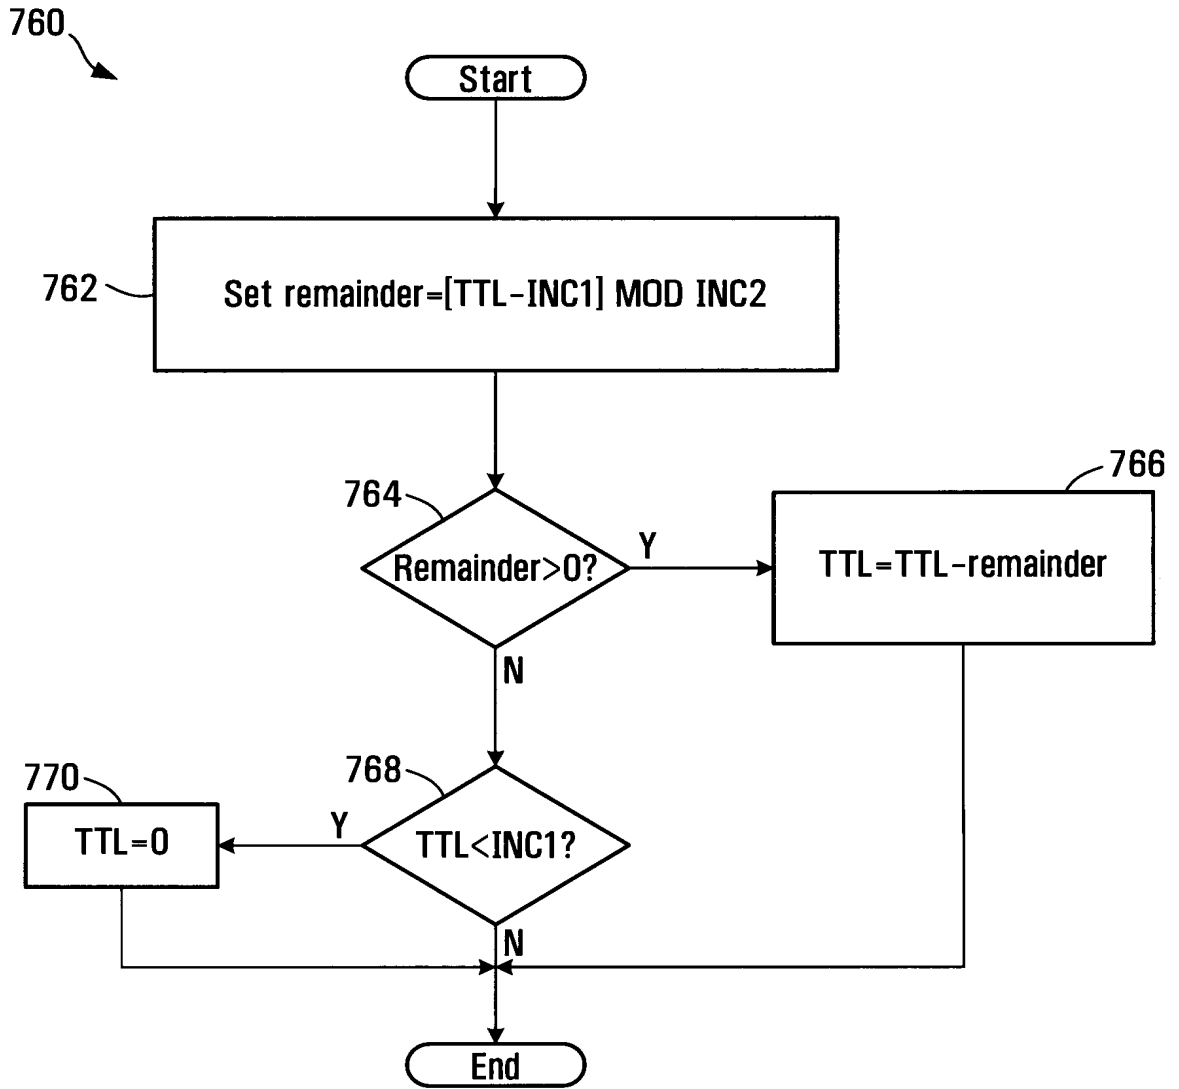 760
Start
762
Set remainder=[TTL-INC1] MOD INC2
764
Remainder>0?
Y
766
TTL=TTL-remainder
N
768
TTL<INC1?
Y
770
TTL=0
N
End